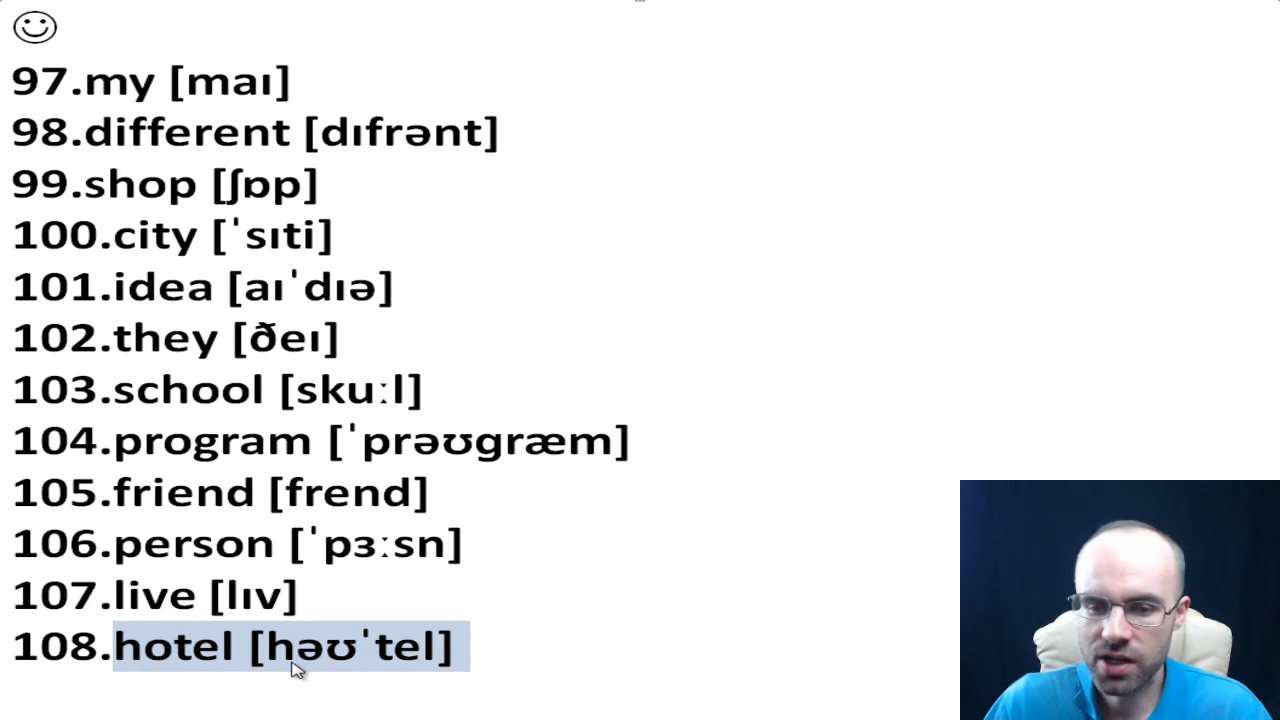 97.my [maɪ]
98.different [dɪfrənt]
99.shop [ʃɒp]
100.city [ˈsɪti]
101.idea [aɪˈdɪə]
102.they [ðeɪ]
103.school [skuːl]
104.program [ˈprəʊgræm]
105.friend [frend]
106.person [ˈpɜːsn]
107.live [lɪv]
108.hotel [həʊˈtel]